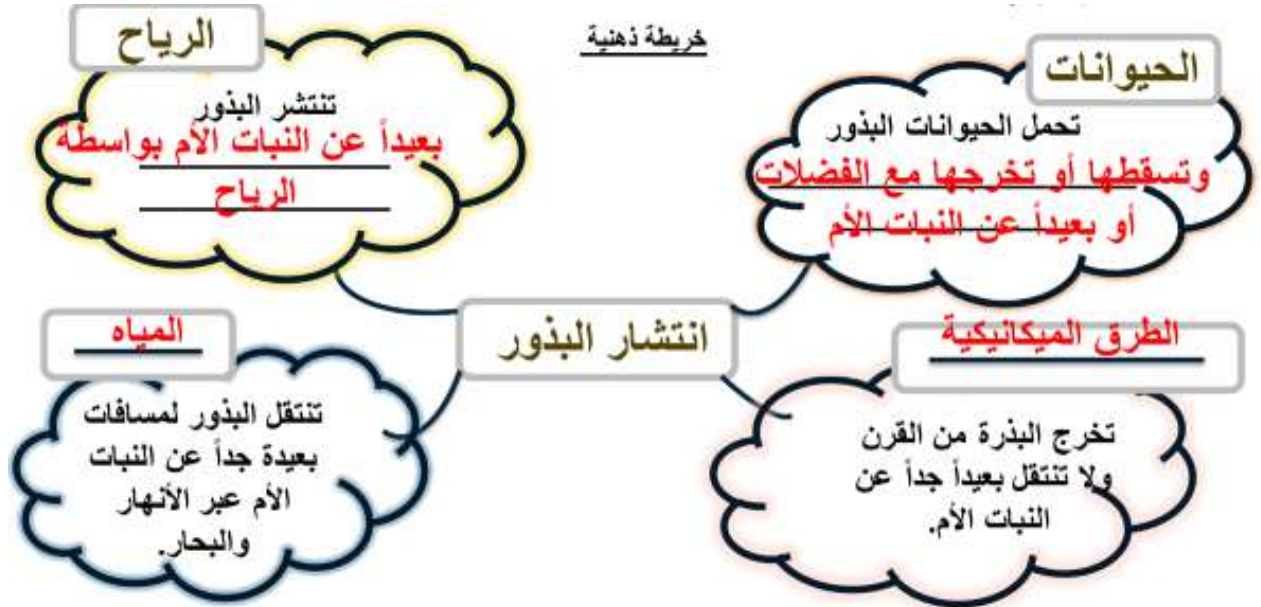 خريطة ذهنية
الحيوانات
تحمل الحيوانات البذور
وتسقطها أو تخرجها مع الفضلات
أو بعيداً عن النبات الأم
الرياح
تنتشر البذور
بعيداً عن النبات الأم بواسطة
الرياح
انتشار البذور
الطرق الميكانيكية
تخرج البذرة من القرن
ولا تنتقل بعيداً جداً عن
النبات الأم.
المياه
تنتقل البذور لمسافات
بعيدة جداً عن النبات
الأم عبر الأنهار
والبحار.